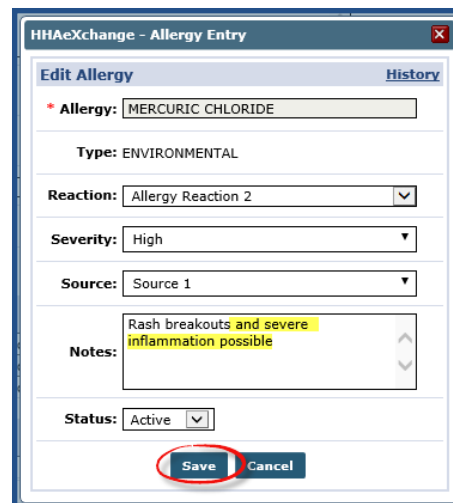 HHAeXchange - Allergy Entry
Edit Allergy History
* Allergy: MERCURIC CHLORIDE
Type: ENVIRONMENTAL
Reaction: Allergy Reaction 2
Severity: High
Source: Source 1
Notes: Rash breakouts and severe
inflammation possible
Status: Active
Save Cancel